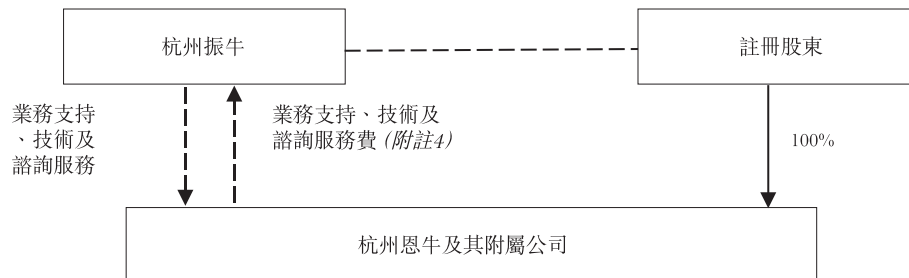 杭州振牛
註冊股東
業務支持
、技術及
諮詢服務
業務支持、技術及
諮詢服務費 (附註4)
100%
杭州恩牛及其附屬公司